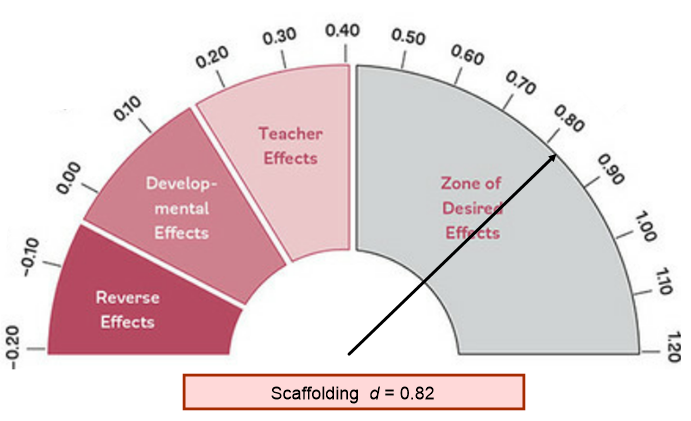 -0.20
-0.10
0.00
0.10
0.20
0.30
0.40
0.50
0.60
0.70
0.80
0.90
1.00
1.10
1.20
Reverse
Effects
Develop-
mental
Effects
Teacher
Effects
Zone of
Desired
Effects
Scaffolding d = 0.82